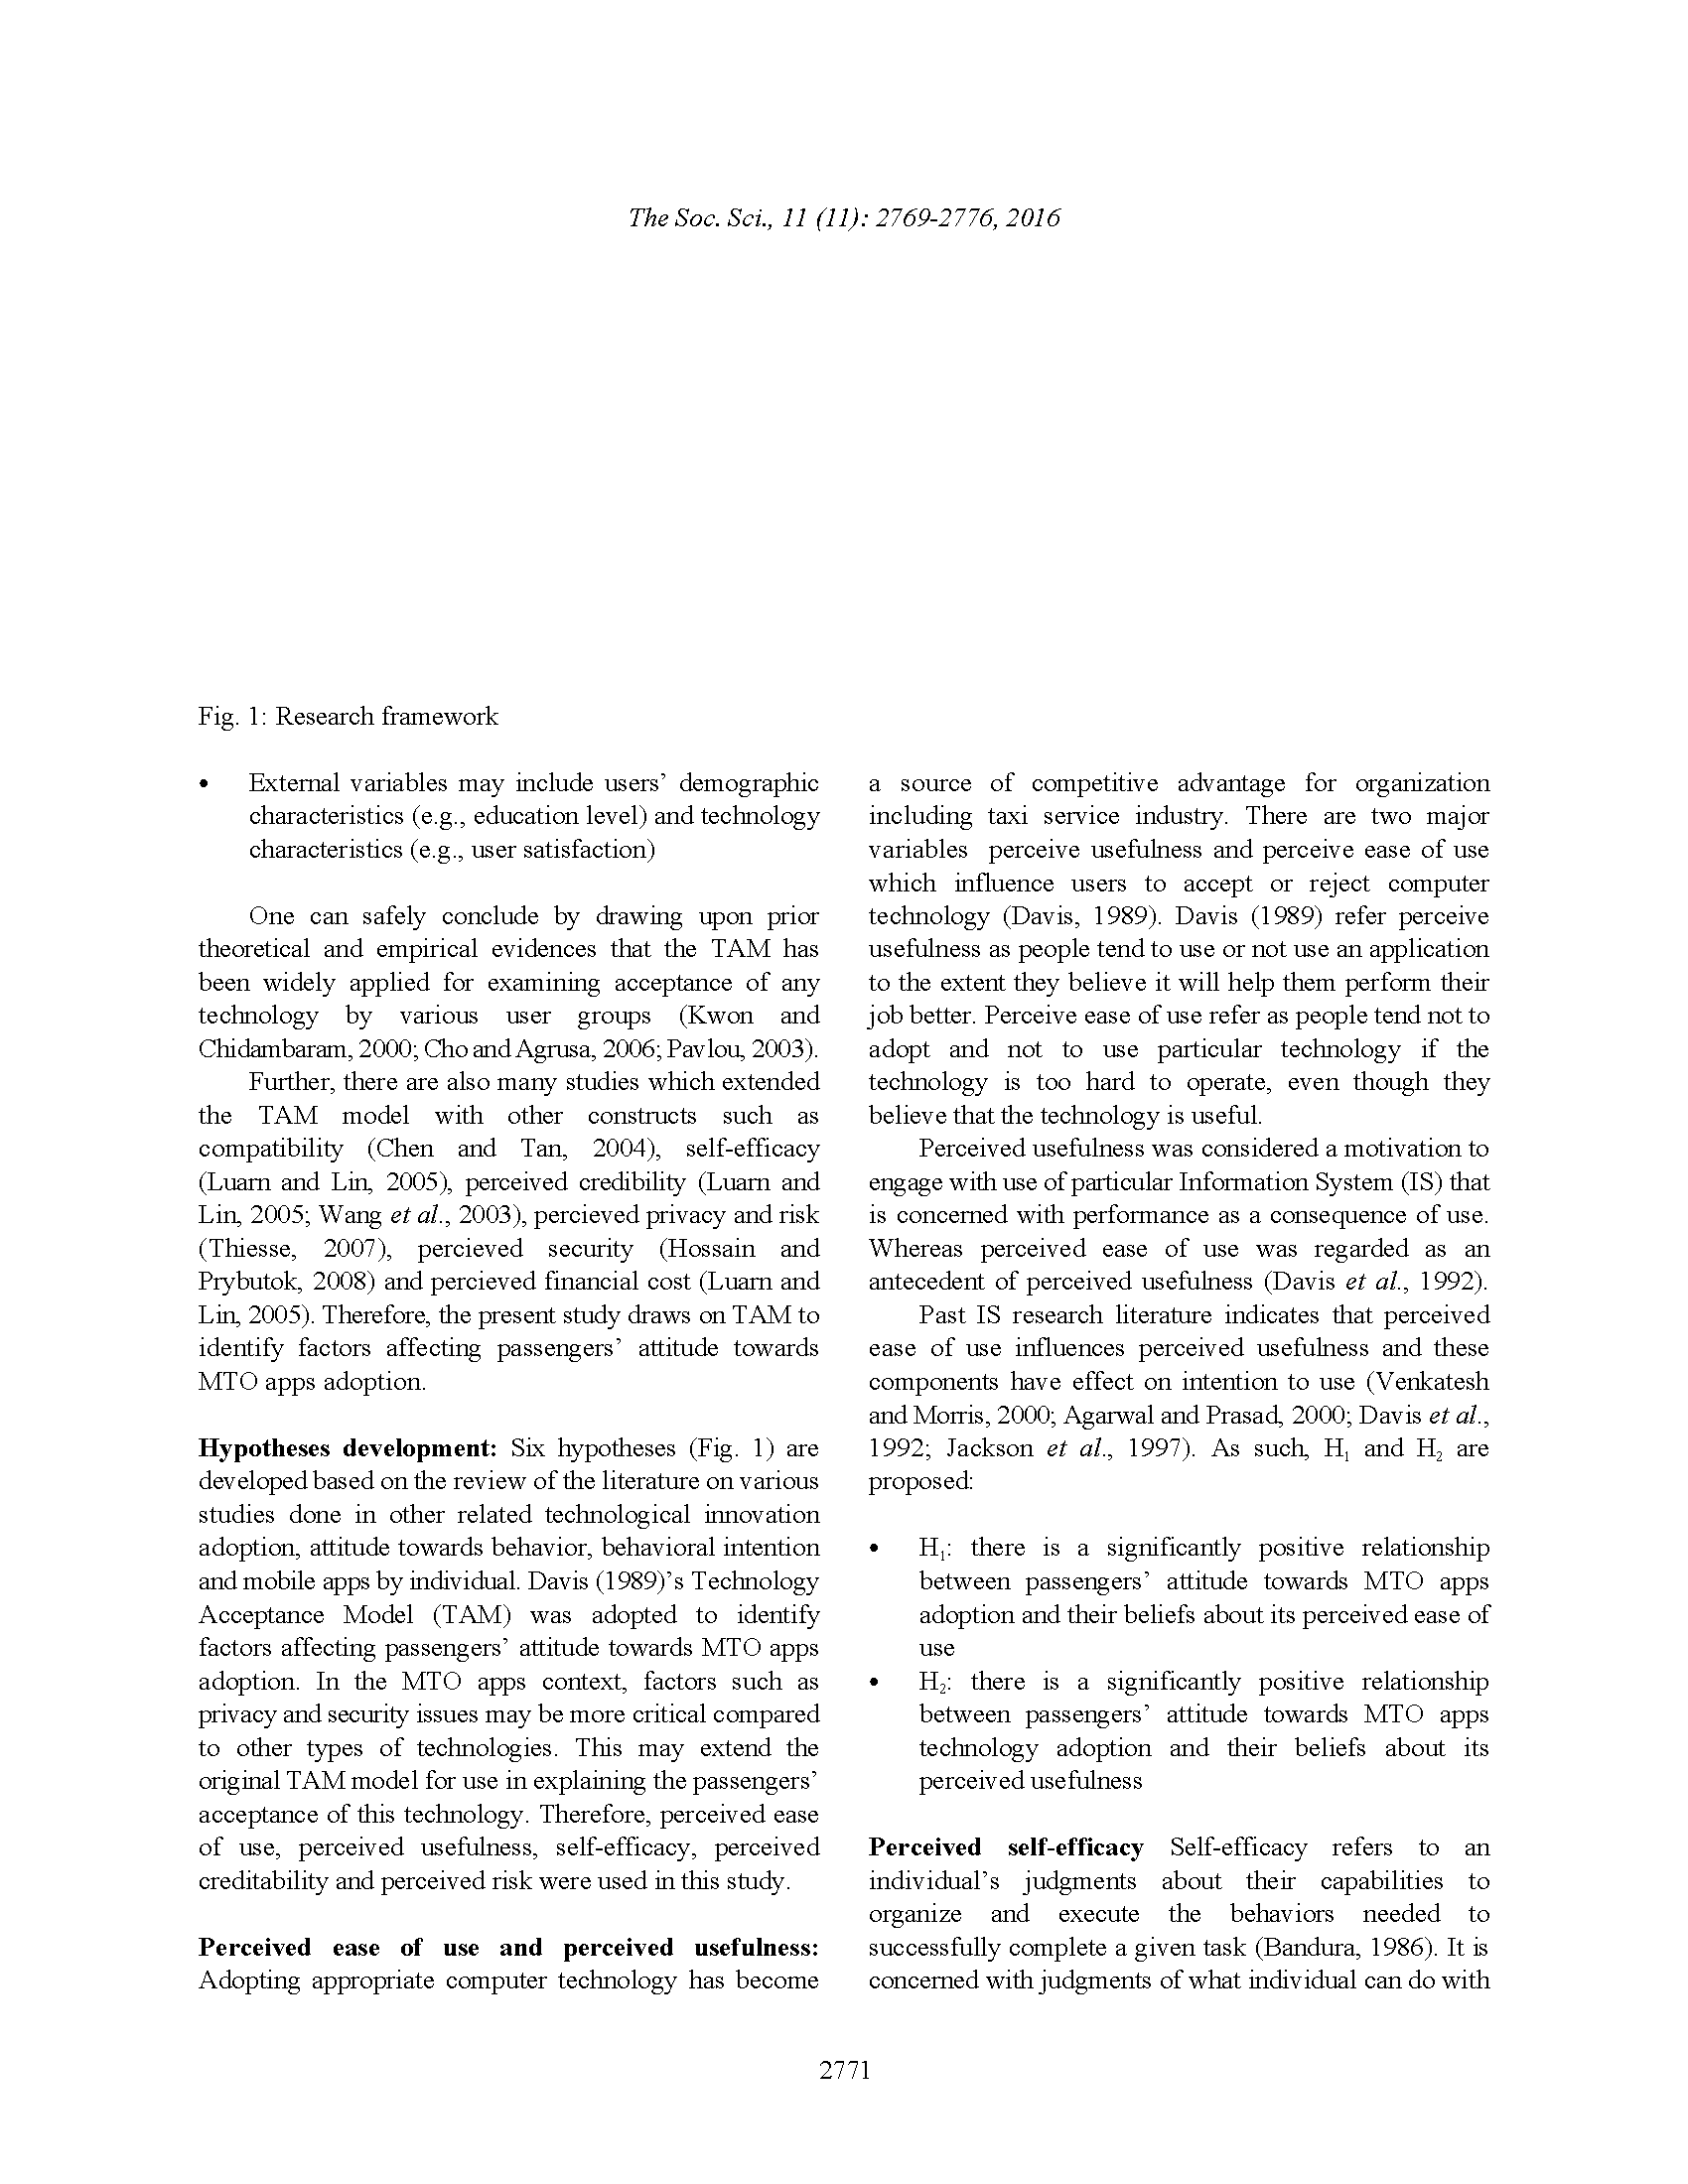 The Soc. Sci., 11 (11): 2769-2776, 2016
Fig. 1: Research framework
• External variables may include users’ demographic
characteristics (e.g., education level) and technology
characteristics (e.g., user satisfaction)
One can safely conclude by drawing upon prior
theoretical and empirical evidences that the TAM has
been widely applied for examining acceptance of any
technology by various user groups (Kwon and
Chidambaram, 2000; Cho and Agrusa, 2006; Pavlou, 2003).
Further, there are also many studies which extended
the TAM model with other constructs such as
compatibility (Chen and Tan, 2004), self-efficacy
(Luarn and Lin, 2005), perceived credibility (Luarn and
Lin, 2005; Wang et al., 2003), percieved privacy and risk
(Thiesse, 2007), percieved security (Hossain and
Prybutok, 2008) and percieved financial cost (Luarn and
Lin, 2005). Therefore, the present study draws on TAM to
identify factors affecting passengers’ attitude towards
MTO apps adoption.
Hypotheses development: Six hypotheses (Fig. 1) are
developed based on the review of the literature on various
studies done in other related technological innovation
adoption, attitude towards behavior, behavioral intention
and mobile apps by individual. Davis (1989)’s Technology
Acceptance Model (TAM) was adopted to identify
factors affecting passengers’ attitude towards MTO apps
adoption. In the MTO apps context, factors such as
privacy and security issues may be more critical compared
to other types of technologies. This may extend the
original TAM model for use in explaining the passengers’
acceptance of this technology. Therefore, perceived ease
of use, perceived usefulness, self-efficacy, perceived
creditability and perceived risk were used in this study.
Perceived ease of use and perceived usefulness:
Adopting appropriate computer technology has become
a source of competitive advantage for organization
including taxi service industry. There are two major
variables perceive usefulness and perceive ease of use
which influence users to accept or reject computer
technology (Davis, 1989). Davis (1989) refer perceive
usefulness as people tend to use or not use an application
to the extent they believe it will help them perform their
job better. Perceive ease of use refer as people tend not to
adopt and not to use particular technology if the
technology is too hard to operate, even though they
believe that the technology is useful.
Perceived usefulness was considered a motivation to
engage with use of particular Information System (IS) that
is concerned with performance as a consequence of use.
Whereas perceived ease of use was regarded as an
antecedent of perceived usefulness (Davis et al., 1992).
Past IS research literature indicates that perceived
ease of use influences perceived usefulness and these
components have effect on intention to use (Venkatesh
and Morris, 2000; Agarwal and Prasad, 2000; Davis et al.,
1992; Jackson et al., 1997). As such, H₁ and H₂ are
proposed:
• H₁: there is a significantly positive relationship
between passengers’ attitude towards MTO apps
adoption and their beliefs about its perceived ease of
use
• H₂: there is a significantly positive relationship
between passengers’ attitude towards MTO apps
technology adoption and their beliefs about its
perceived usefulness
Perceived self-efficacy Self-efficacy refers to an
individual’s judgments about their capabilities to
organize and execute the behaviors needed to
successfully complete a given task (Bandura, 1986). It is
concerned with judgments of what individual can do with
2771